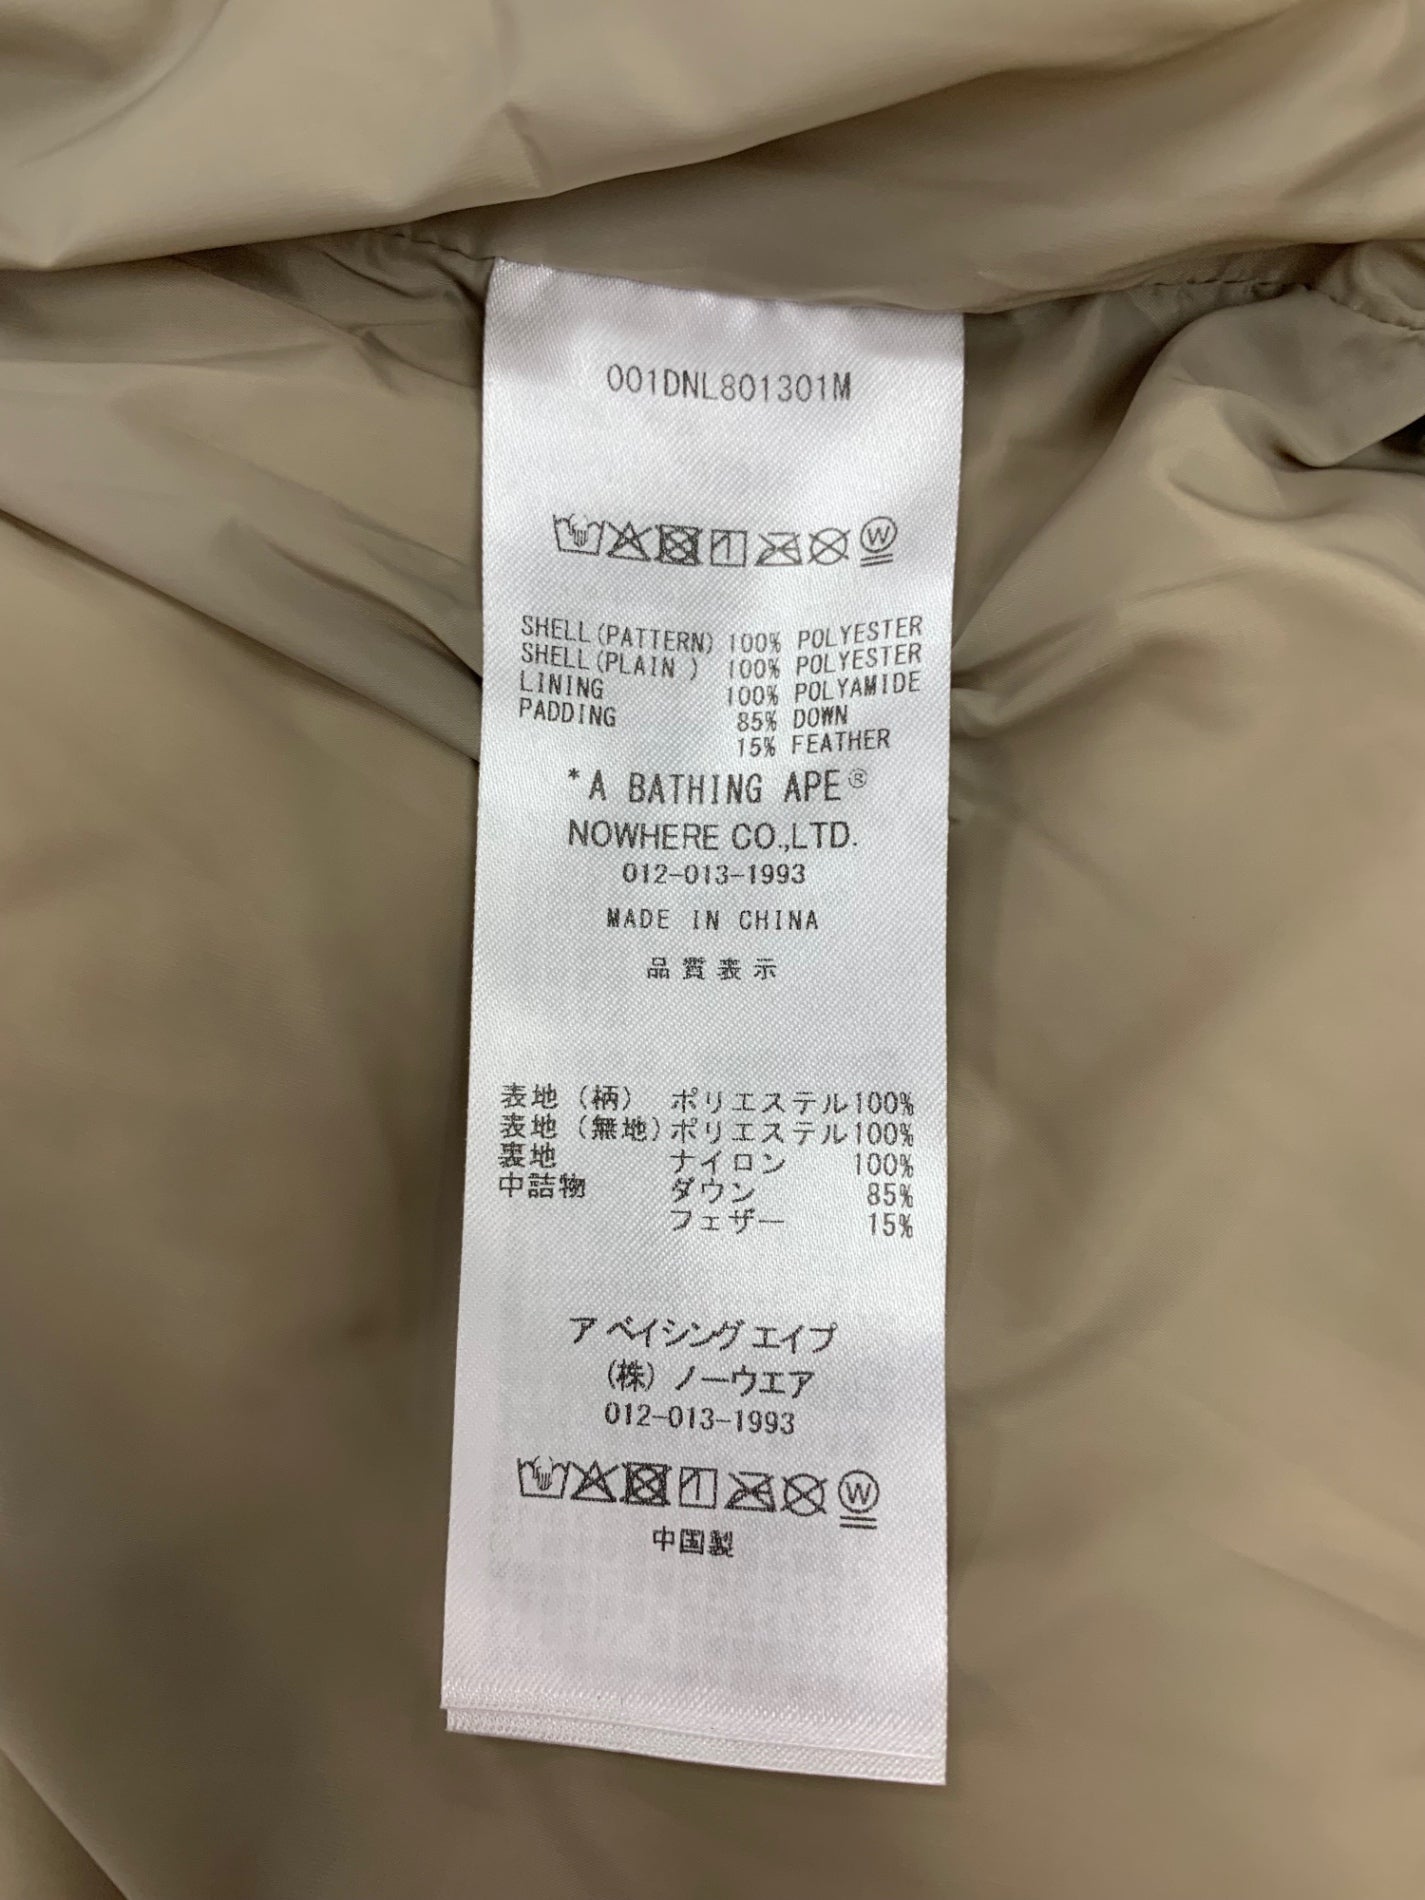 001DNL801301M
W
SHELL(PATTERN) 100% POLYESTER
SHELL(PLAIN ) 100% POLYESTER
LINING 100% POLYAMIDE
PADDING 85% DOWN
15% FEATHER
*A BATHING APE®
NOWHERE CO.,LTD.
012-013-1993
MADE IN CHINA
品質表示
表地（柄） ポリエステル100%
表地（無地）ポリエステル100%
裏地 ナイロン 100%
中詰物 ダウン 85%
フェザー 15%
ア ベイシング エイプ
（株）ノーウエア
012-013-1993
W
中国製